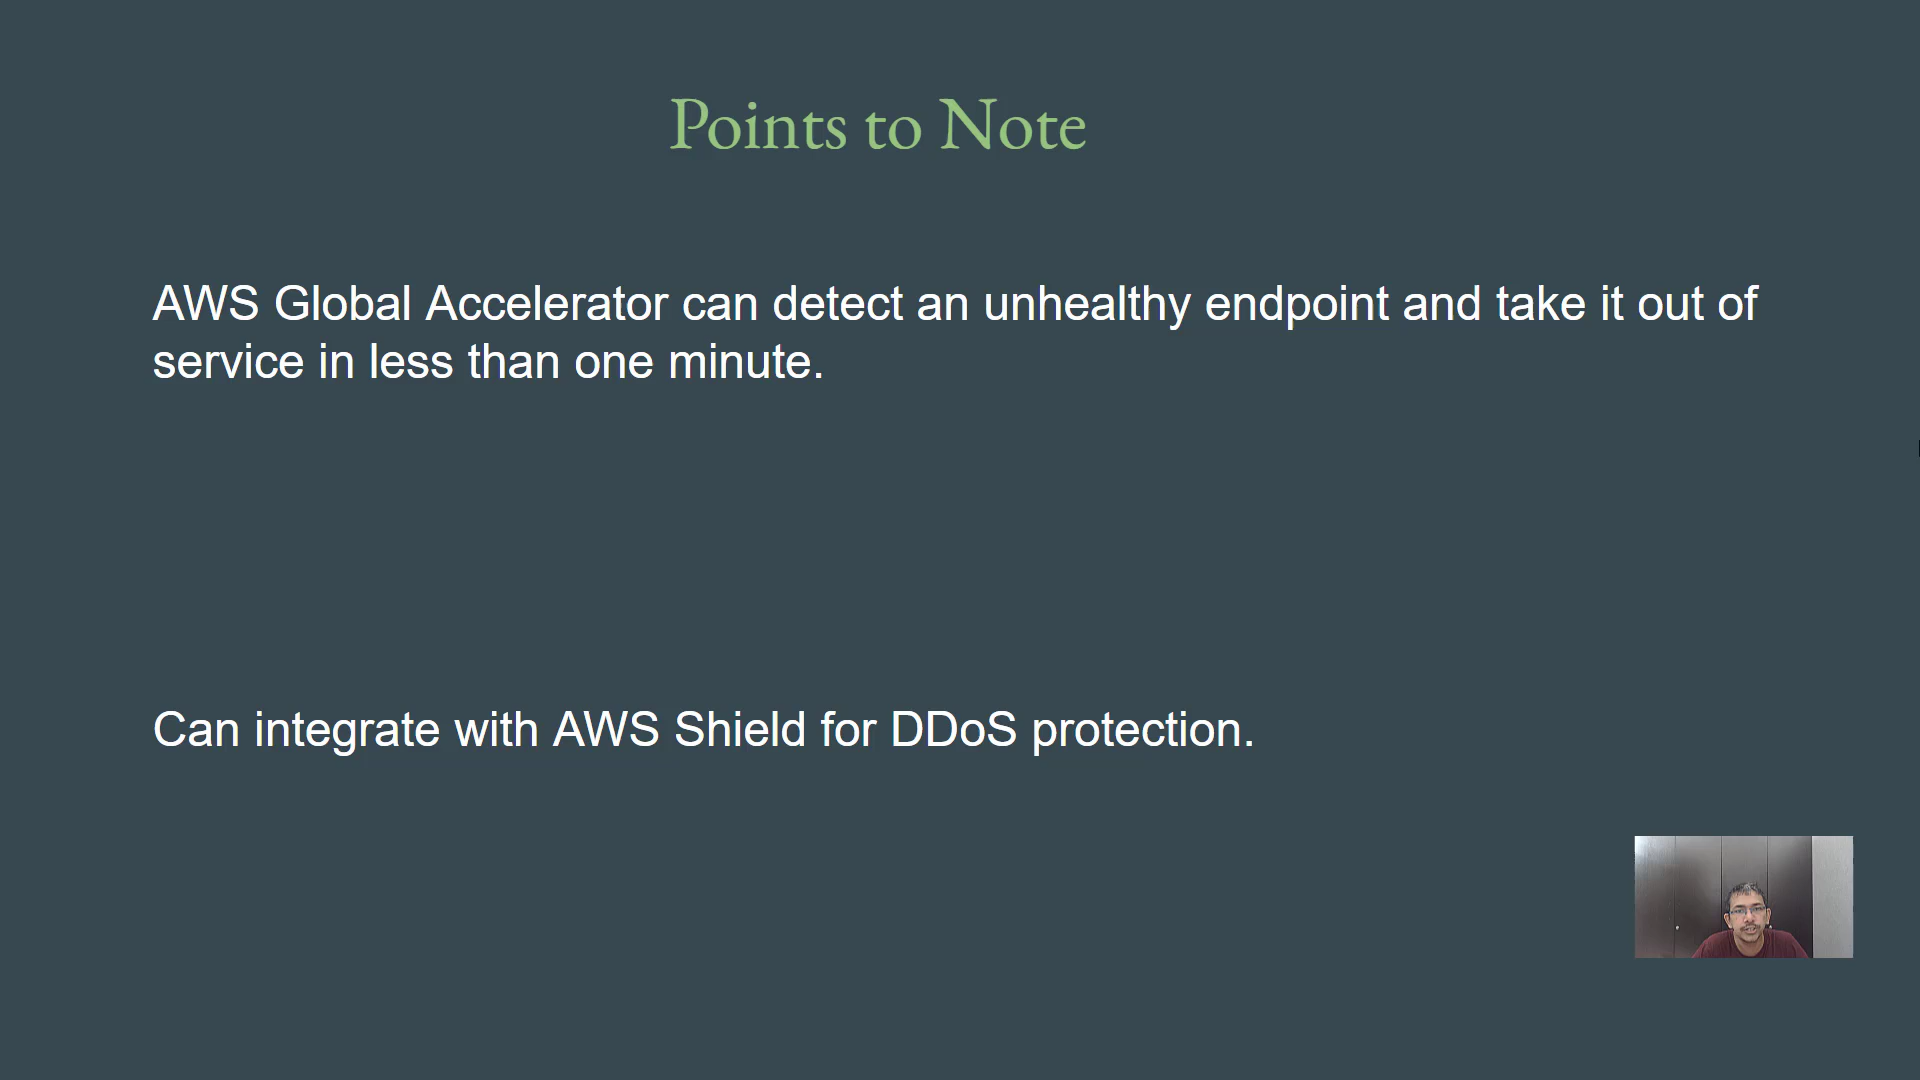 Points to Note
AWS Global Accelerator can detect an unhealthy endpoint and take it out of
service in less than one minute.
Can integrate with AWS Shield for DDoS protection.